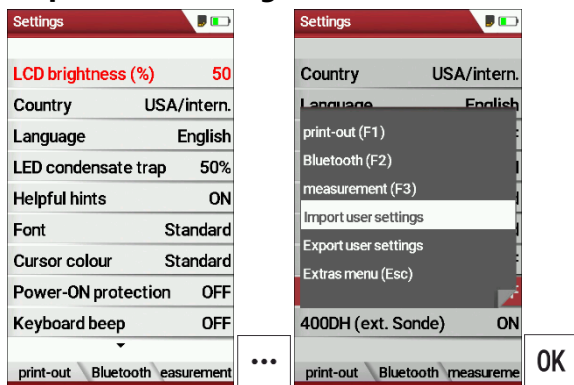 Settings
LCD brightness (%) 50
Country USA/intern.
Language English
LED condensate trap 50%
Helpful hints ON
Font Standard
Cursor colour Standard
Power-ON protection OFF
Keyboard beep OFF
print-out Bluetooth easurement
...
Settings
Country USA/intern.
Language English
print-out (F1)
Bluetooth (F2)
measurement (F3)
Import user settings
Export user settings
Extras menu (Esc)
400DH (ext. Sonde) ON
print-out Bluetooth measureme
OK